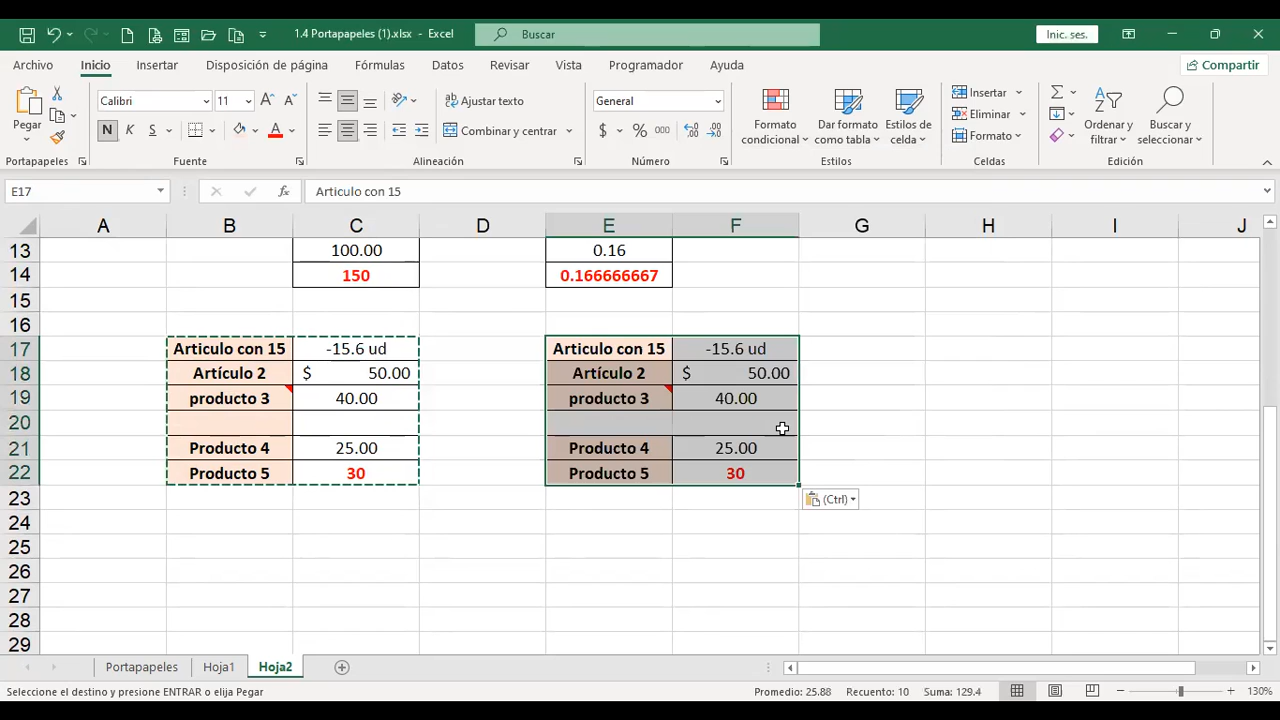 1.4 Portapapeles (1).xlsx - Excel
Buscar
Inic. ses.
Archivo Inicio Insertar Disposición de página Fórmulas Datos Revisar Vista Programador Ayuda
Compartir
Pegar
Calibri 11
N K S
Ajustar texto
Combinar y centrar
General
$ % 000
Formato condicional
Dar formato como tabla
Estilos de celda
Insertar
Eliminar
Formato
Ordenar y filtrar
Buscar y seleccionar
Portapapeles Fuente Alineación Número Estilos Celdas Edición
E17 fx Articulo con 15
A B C D E F G H I J
13 100.00 0.16
14 150 0.166666667
15
16
17 Articulo con 15 -15.6 ud Articulo con 15 -15.6 ud
18 Artículo 2 $ 50.00 Artículo 2 $ 50.00
19 producto 3 40.00 producto 3 40.00
20
21 Producto 4 25.00 Producto 4 25.00
22 Producto 5 30 Producto 5 30
23 (Ctrl)
24
25
26
27
28
29
Portapapeles Hoja1 Hoja2
Seleccione el destino y presione ENTRAR o elija Pegar Promedio: 25.88 Recuento: 10 Suma: 129.4 130%